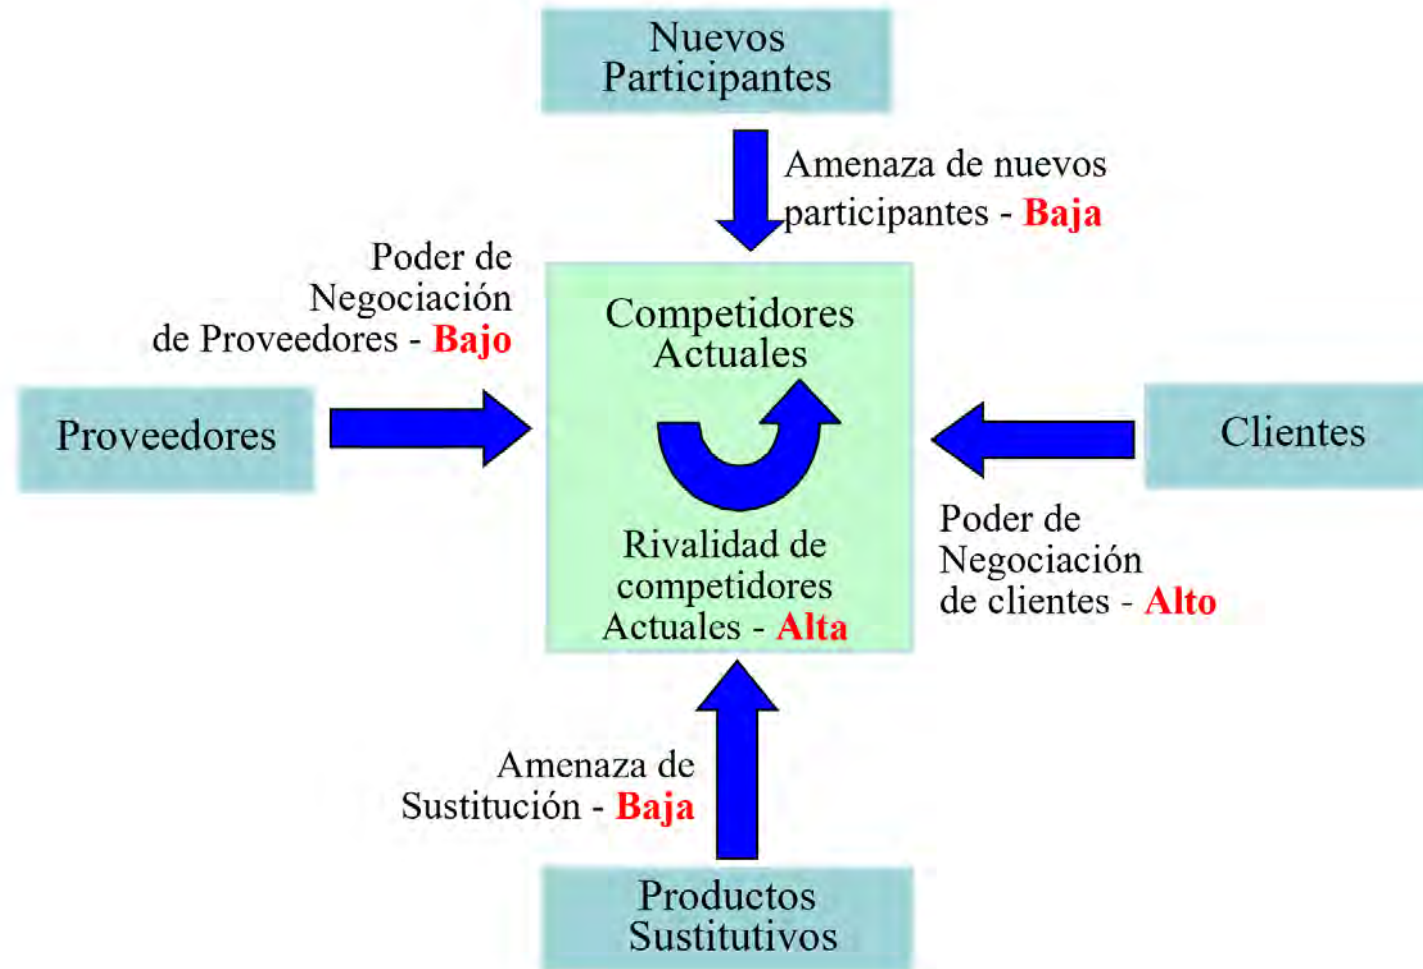 Nuevos
Participantes
Amenaza de nuevos
participantes - Baja
Poder de
Negociación
de Proveedores - Bajo
Competidores
Actuales
Proveedores
Clientes
Rivalidad de
competidores
Actuales - Alta
Poder de
Negociación
de clientes - Alto
Amenaza de
Sustitución - Baja
Productos
Sustitutivos